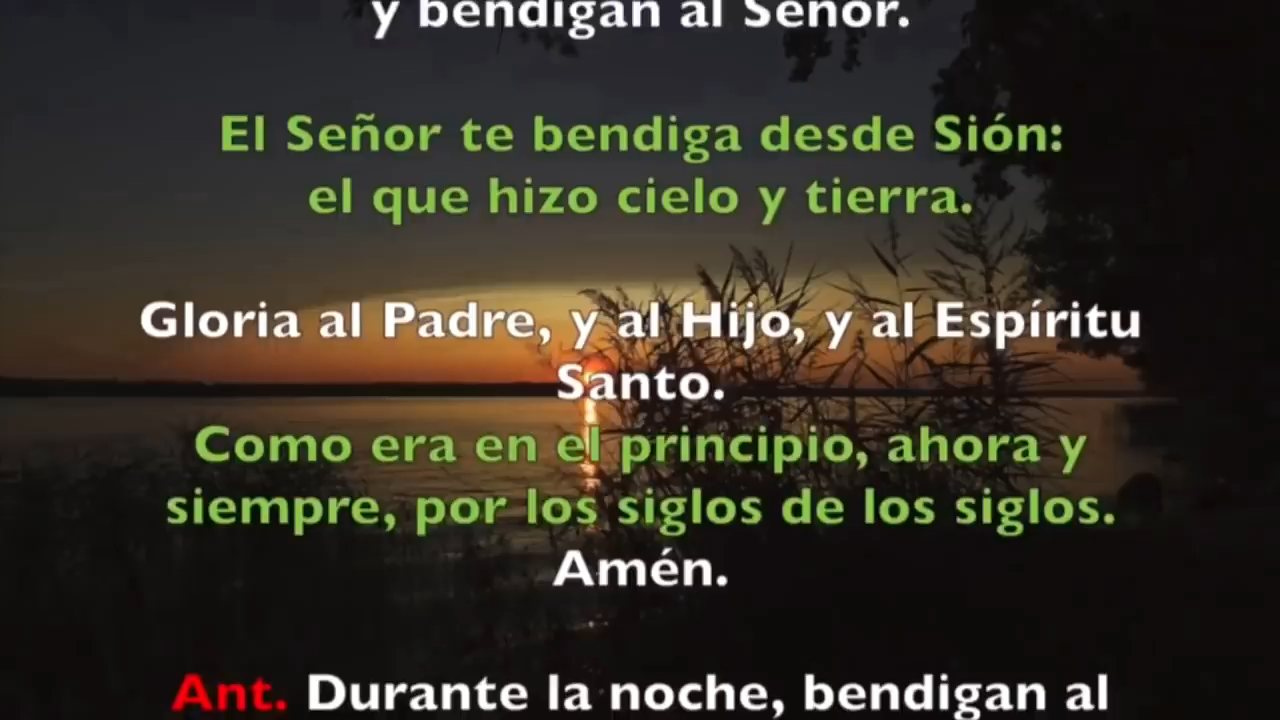 y bendigan al Señor.
El Señor te bendiga desde Sión:
el que hizo cielo y tierra.
Gloria al Padre, y al Hijo, y al Espíritu
Santo.
Como era en el principio, ahora y
siempre, por los siglos de los siglos.
Amén.
Ant. Durante la noche, bendigan al